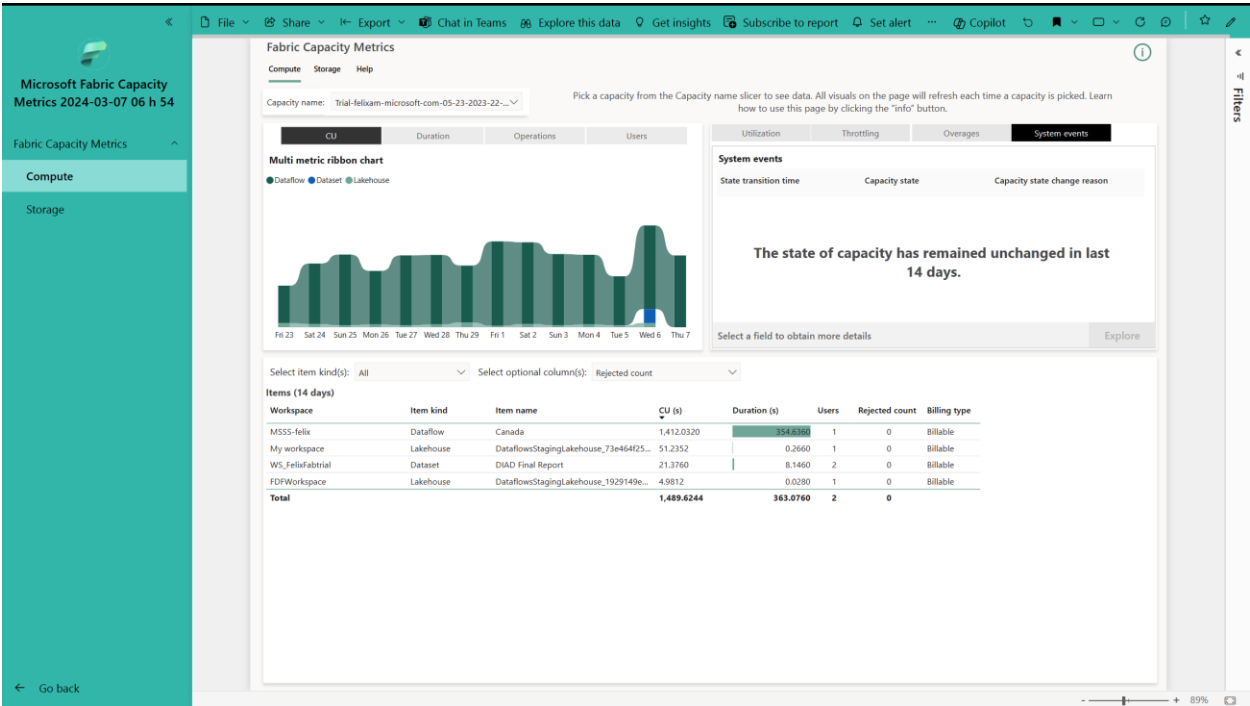 File Share Export Chat in Teams Explore this data Get insights Subscribe to report Set alert ... Copilot
Microsoft Fabric Capacity
Metrics 2024-03-07 06 h 54
Fabric Capacity Metrics
Compute
Storage
Go back
Fabric Capacity Metrics
Compute Storage Help
Capacity name: Trial-felixam-microsoft-com-05-23-2023-22-...
Pick a capacity from the Capacity name slicer to see data. All visuals on the page will refresh each time a capacity is picked. Learn
how to use this page by clicking the "info" button.
CU Duration Operations Users
Multi metric ribbon chart
Dataflow Dataset Lakehouse
Fri 23 Sat 24 Sun 25 Mon 26 Tue 27 Wed 28 Thu 29 Fri 1 Sat 2 Sun 3 Mon 4 Tue 5 Wed 6 Thu 7
Utilization Throttling Overages System events
System events
State transition time Capacity state Capacity state change reason
The state of capacity has remained unchanged in last
14 days.
Select a field to obtain more details Explore
Select item kind(s): All Select optional column(s): Rejected count
Items (14 days)
Workspace Item kind Item name CU (s) Duration (s) Users Rejected count Billing type
MSSS-felix Dataflow Canada 1,412.0320 354.6360 1 0 Billable
My workspace Lakehouse DataflowsStagingLakehouse_73e464f25... 51.2352 0.2660 1 0 Billable
WS_FelixFabtrial Dataset DIAD Final Report 21.3760 8.1460 2 0 Billable
FDFWorkspace Lakehouse DataflowsStagingLakehouse_1929149e... 4.9812 0.0280 1 0 Billable
Total 1,489.6244 363.0760 2 0
Filters
- + 89%